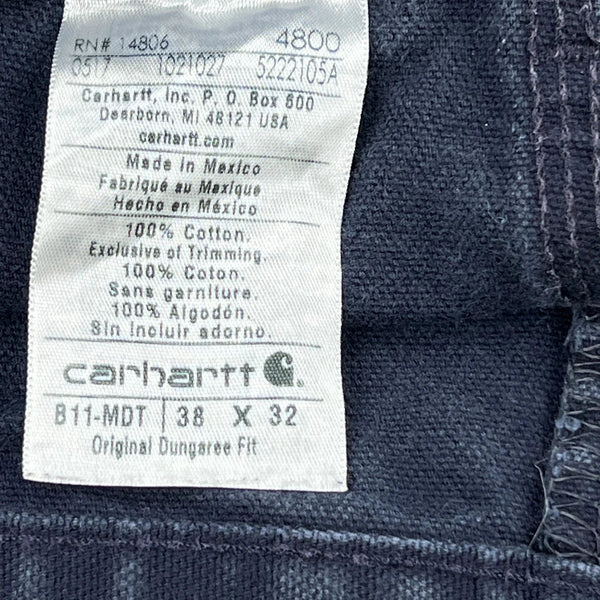 RN# 14806 4800
0517 1021027 5222105A
Carhartt, Inc. P. O. Box 600
Dearborn, MI 48121 USA
carhartt.com
Made in Mexico
Fabriqué au Mexique
Hecho en México
100% Cotton.
Exclusive of Trimming.
100% Coton.
Sans garniture.
100% Algodón.
Sin incluir adorno.
carhartt
B11-MDT | 38 X 32
Original Dungaree Fit